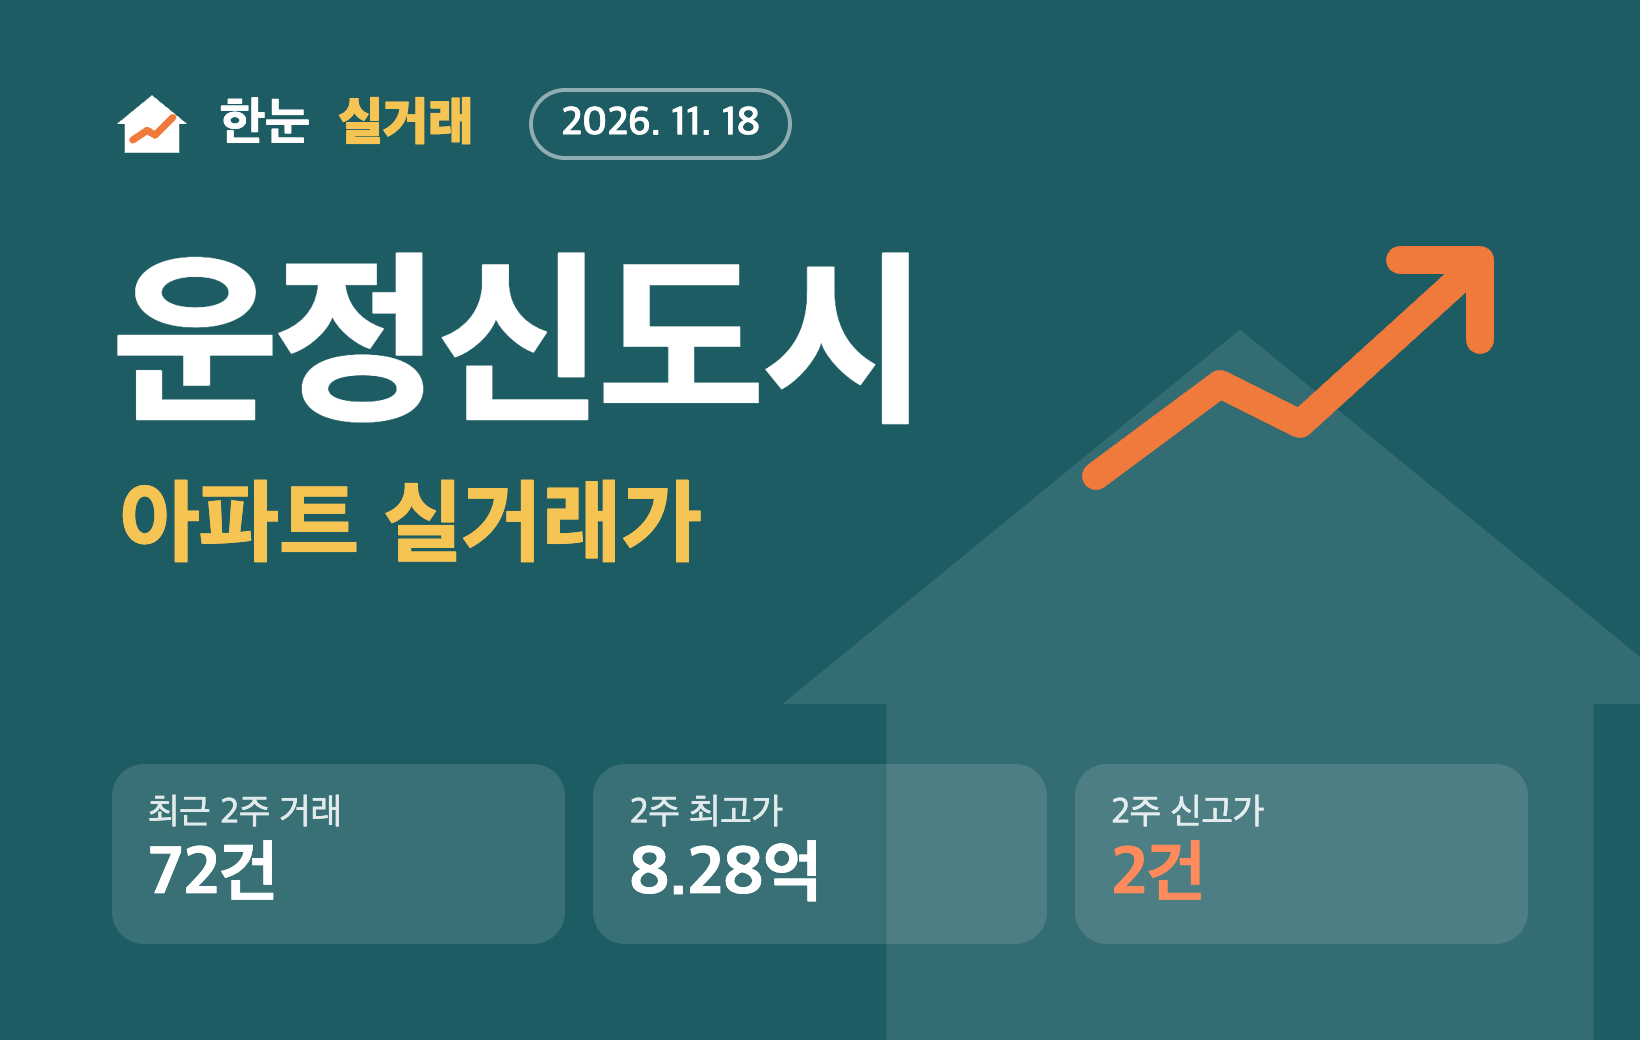 한눈 실거래 2026. 11. 18
운정신도시
아파트 실거래가
최근 2주 거래
72건
2주 최고가
8.28억
2주 신고가
2건